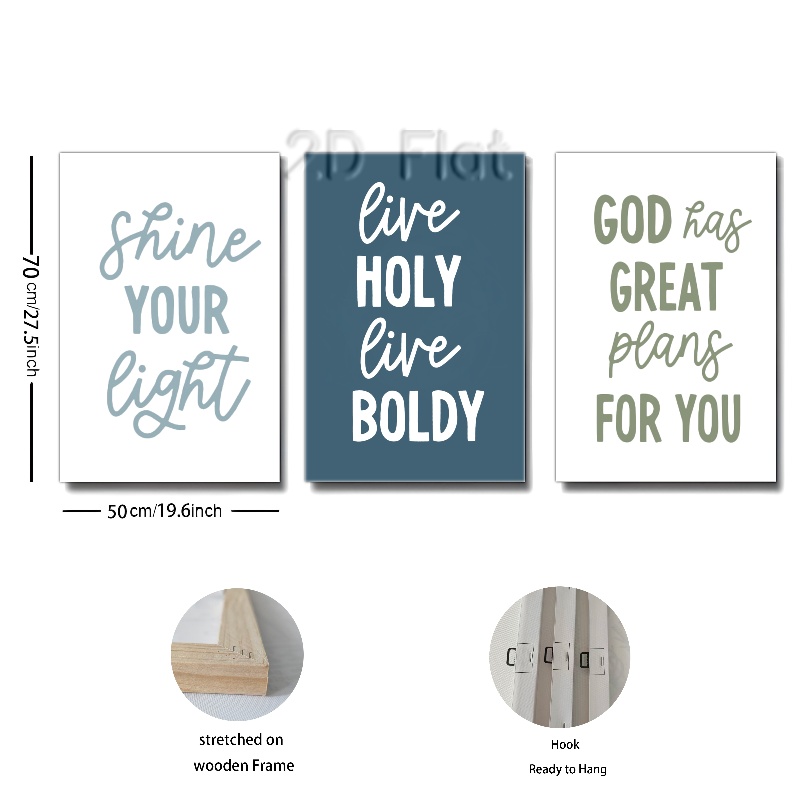 2D Flat
shine
YOUR
light
live
HOLY
live
BOLDY
GOD has
GREAT
plans
FOR YOU
70 cm/27.5inch
50cm/19.6inch
stretched on
wooden Frame
Hook
Ready to Hang